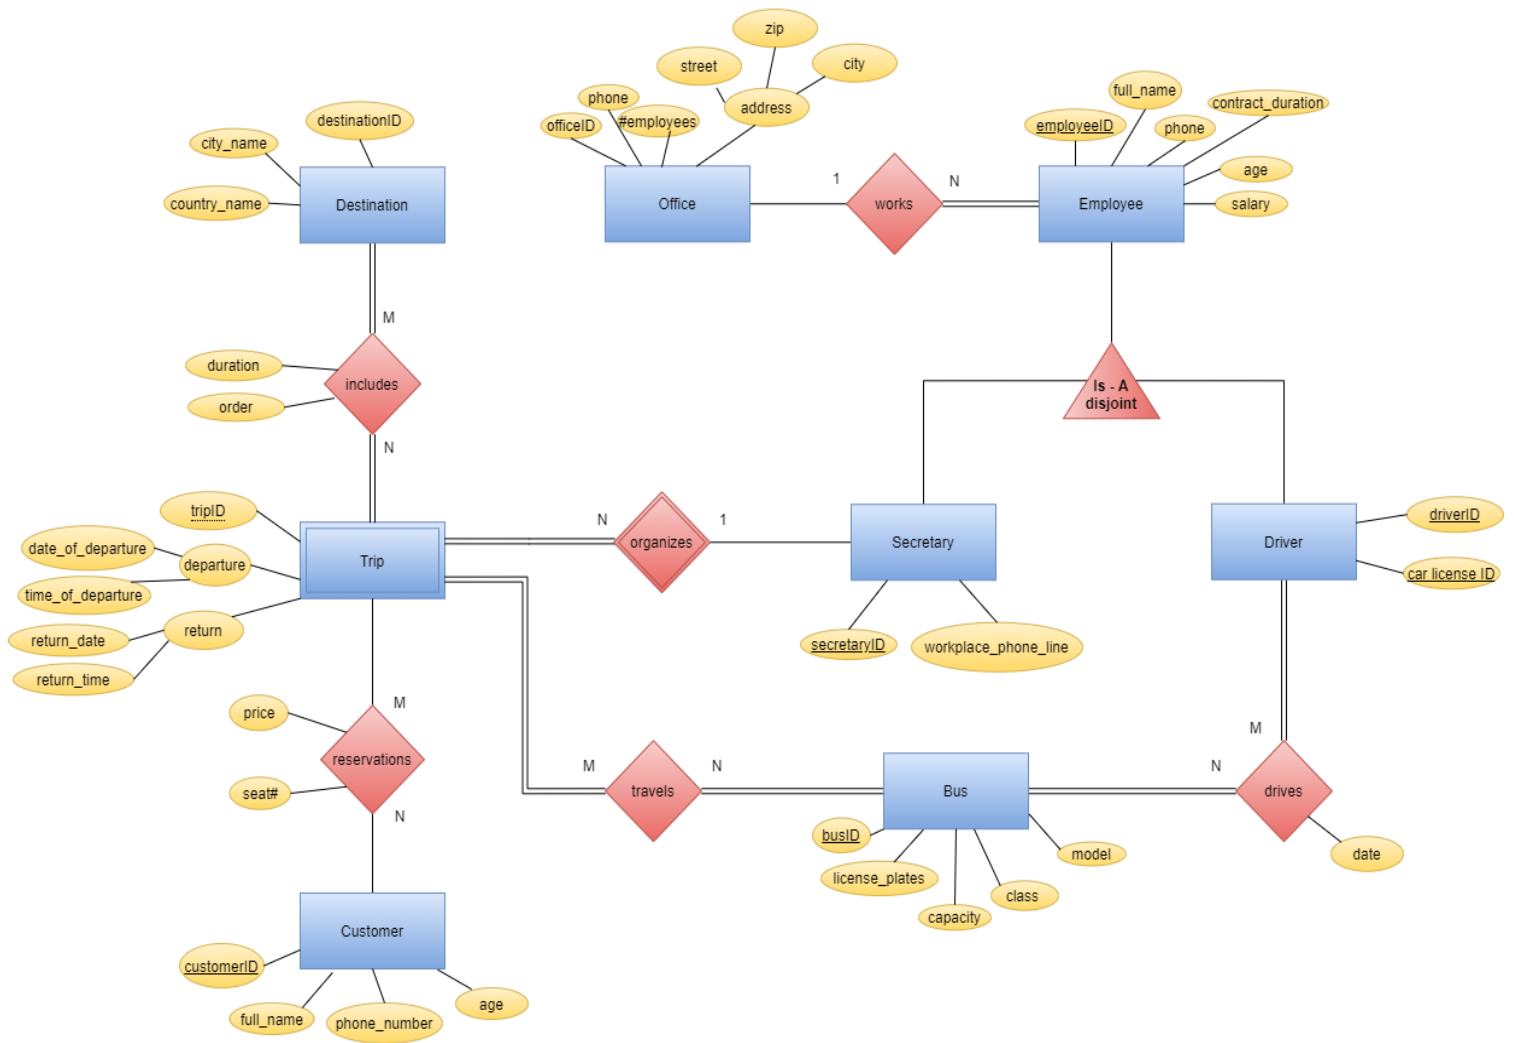 zip
street
city
address
phone
#employees
officeID
full_name
contract_duration
employeeID
phone
age
salary
destinationID
city_name
country_name
Destination
Office
1
works
N
Employee
M
duration
includes
order
N
Is - A
disjoint
tripID
date_of_departure
departure
time_of_departure
Trip
return
return_date
return_time
N
organizes
1
Secretary
secretaryID
workplace_phone_line
Driver
driverID
car license ID
M
price
reservations
seat#
N
M
travels
N
Bus
N
M
drives
date
busID
license_plates
capacity
class
model
Customer
customerID
full_name
phone_number
age